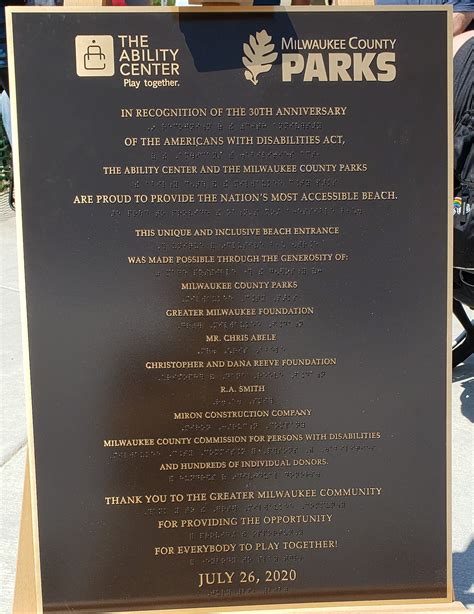 THE
ABILITY
CENTER
Play together.
MILWAUKEE COUNTY
PARKS
IN RECOGNITION OF THE 30TH ANNIVERSARY
OF THE AMERICANS WITH DISABILITIES ACT,
THE ABILITY CENTER AND THE MILWAUKEE COUNTY PARKS
ARE PROUD TO PROVIDE THE NATION'S MOST ACCESSIBLE BEACH.
THIS UNIQUE AND INCLUSIVE BEACH ENTRANCE
WAS MADE POSSIBLE THROUGH THE GENEROSITY OF:
MILWAUKEE COUNTY PARKS
GREATER MILWAUKEE FOUNDATION
MR. CHRIS ABELE
CHRISTOPHER AND DANA REEVE FOUNDATION
R.A. SMITH
MIRON CONSTRUCTION COMPANY
MILWAUKEE COUNTY COMMISSION FOR PERSONS WITH DISABILITIES
AND HUNDREDS OF INDIVIDUAL DONORS.
THANK YOU TO THE GREATER MILWAUKEE COMMUNITY
FOR PROVIDING THE OPPORTUNITY
FOR EVERYBODY TO PLAY TOGETHER!
JULY 26, 2020